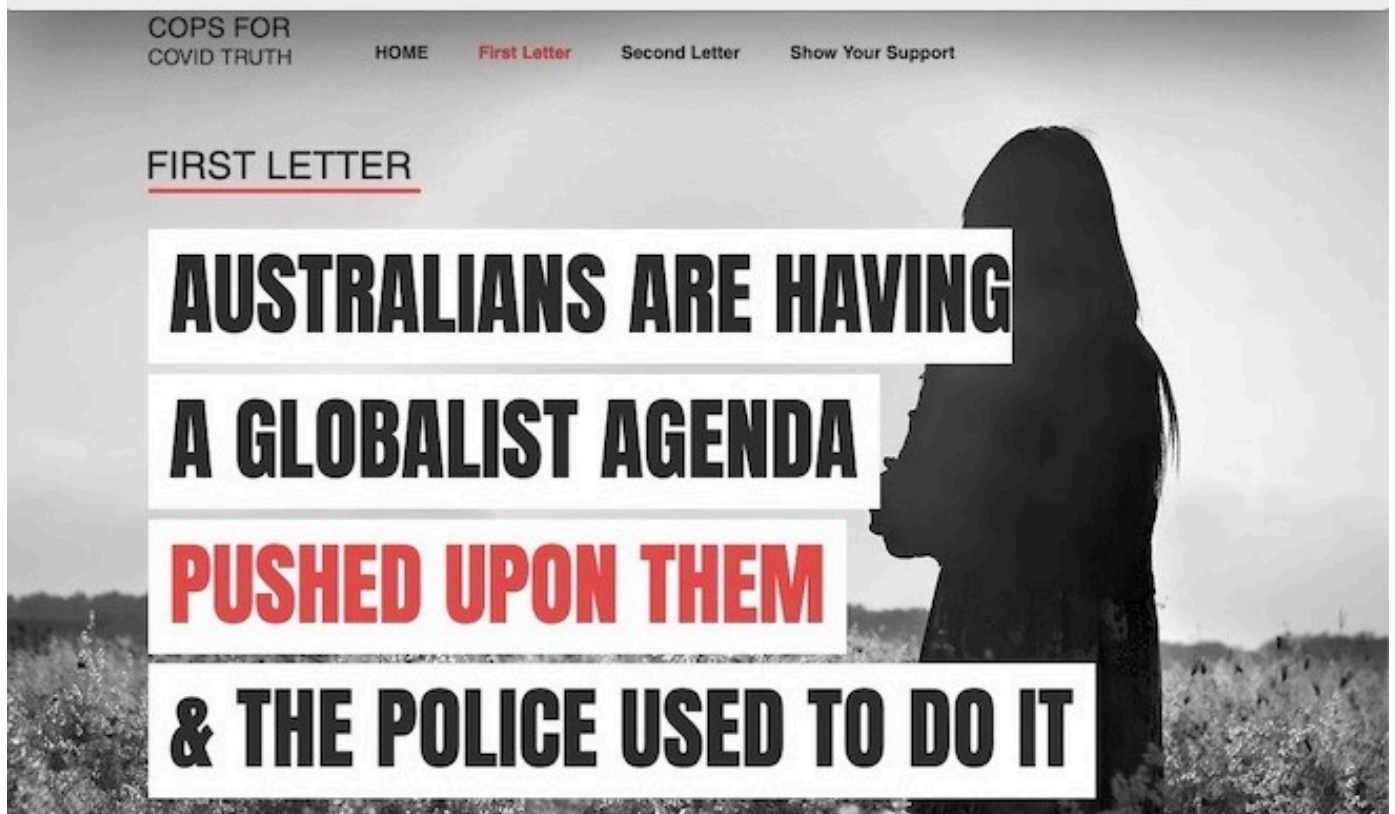 COPS FOR
COVID TRUTH
HOME First Letter Second Letter Show Your Support
FIRST LETTER
AUSTRALIANS ARE HAVING
A GLOBALIST AGENDA
PUSHED UPON THEM
& THE POLICE USED TO DO IT